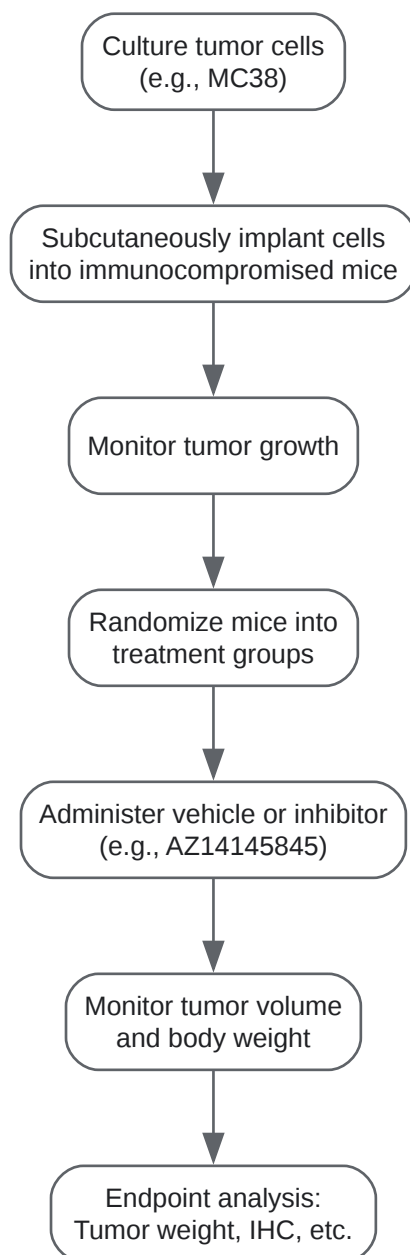 Culture tumor cells
(e.g., MC38)
Subcutaneously implant cells
into immunocompromised mice
Monitor tumor growth
Randomize mice into
treatment groups
Administer vehicle or inhibitor
(e.g., AZ14145845)
Monitor tumor volume
and body weight
Endpoint analysis:
Tumor weight, IHC, etc.